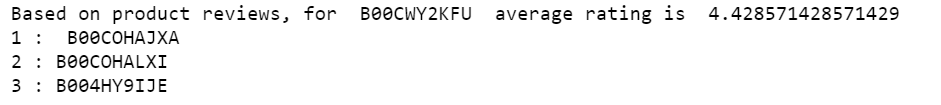 Based on product reviews, for  B00CWY2KFU  average rating is  4.428571428571429
1 :  B00COHAJXA
2 : B00COHALXI
3 : B004HY9IJE